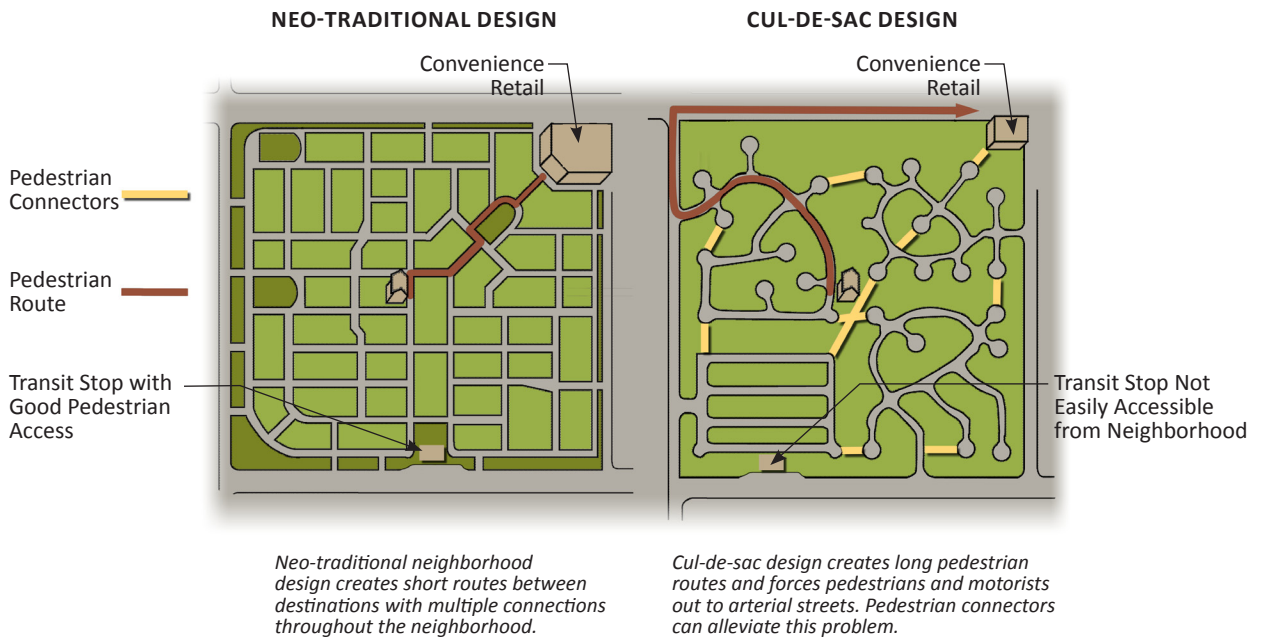 NEO-TRADITIONAL DESIGN
CUL-DE-SAC DESIGN
Convenience
Retail
Convenience
Retail
Pedestrian
Connectors
Pedestrian
Route
Transit Stop with
Good Pedestrian
Access
Transit Stop Not
Easily Accessible
from Neighborhood
Neo-traditional neighborhood
design creates short routes between
destinations with multiple connections
throughout the neighborhood.
Cul-de-sac design creates long pedestrian
routes and forces pedestrians and motorists
out to arterial streets. Pedestrian connectors
can alleviate this problem.